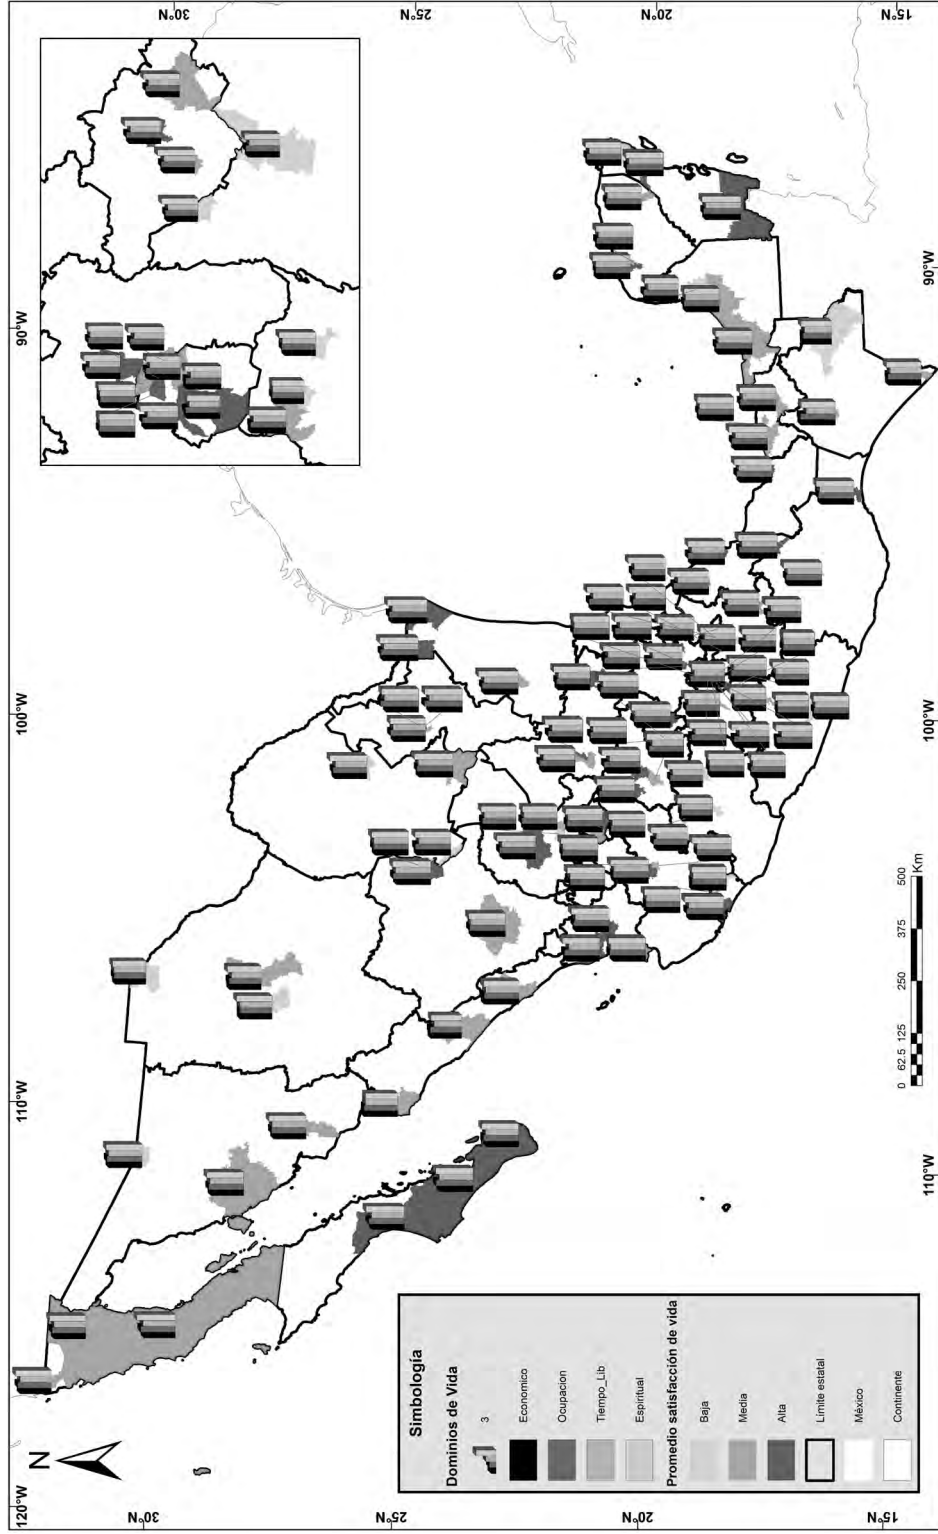 120°W
110°W
100°W
90°W
30°N
25°N
20°N
15°N
N
30°N
25°N
20°N
15°N
110°W
100°W
90°W
Simbología
Dominios de Vida
3
Economico
Ocupacion
Tiempo_Lib
Espiritual
Promedio satisfacción de vida
Baja
Media
Alta
Límite estatal
México
Continente
0 62.5 125 250 375 500
Km